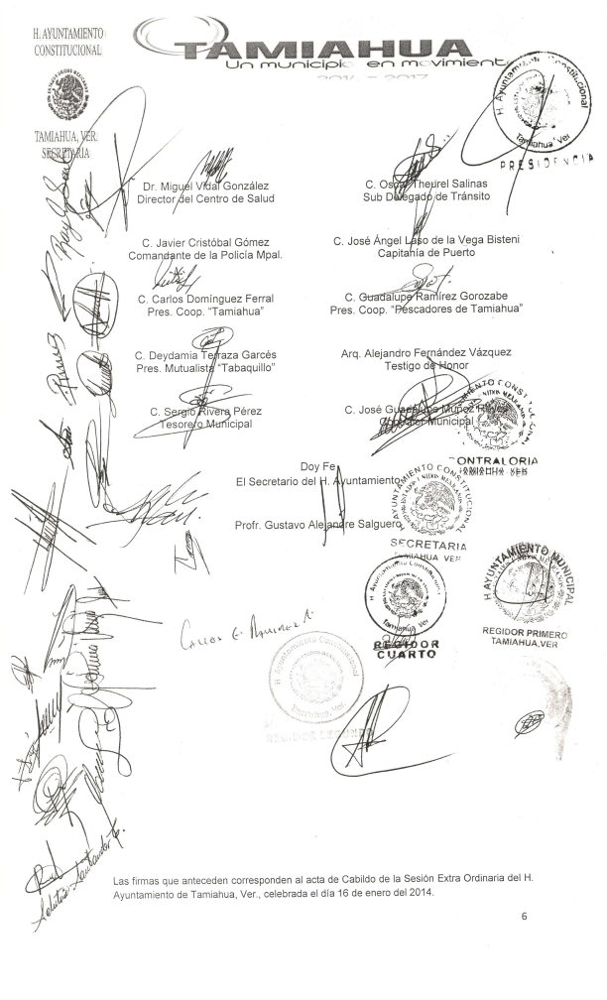 H. AYUNTAMIENTO
CONSTITUCIONAL
TAMIAHUA
Un municipio en movimiento
2014 - 2017
TAMIAHUA, VER.
SECRETARIA
H. Ayuntamiento Constitucional
Tamiahua, Ver
PRESIDENCIA
Dr. Miguel Vidal González
Director del Centro de Salud
C. Oscar Theurel Salinas
Sub Delegado de Tránsito
C. Javier Cristóbal Gómez
Comandante de la Policía Mpal.
C. José Ángel Laso de la Vega Bisteni
Capitanía de Puerto
C. Carlos Domínguez Ferral
Pres. Coop. “Tamiahua”
C. Guadalupe Ramírez Gorozabe
Pres. Coop. “Pescadores de Tamiahua”
C. Deydamia Terraza Garcés
Pres. Mutualista “Tabaquillo”
Arq. Alejandro Fernández Vázquez
Testigo de Honor
C. Sergio Rivera Pérez
Tesorero Municipal
C. José Guadalupe Muñoz Reyes
Contralor Municipal
CONTRALORIA
TAMIAHUA VER
Doy Fe
El Secretario del H. Ayuntamiento
Profr. Gustavo Alejandre Salguero
AYUNTAMIENTO CONSTITUCIONAL
SECRETARIA
TAMIAHUA VER
H Ayuntamiento Constitucional
Tamiahua Ver
REGIDOR
CUARTO
H AYUNTAMIENTO MUNICIPAL
REGIDOR PRIMERO
TAMIAHUA,VER
Carlos E. Ramirez
H. Ayuntamiento Constitucional
Tamiahua, Ver.
REGIDOR SEGUNDO
Las firmas que anteceden corresponden al acta de Cabildo de la Sesión Extra Ordinaria del H.
Ayuntamiento de Tamiahua, Ver., celebrada el día 16 de enero del 2014.
6